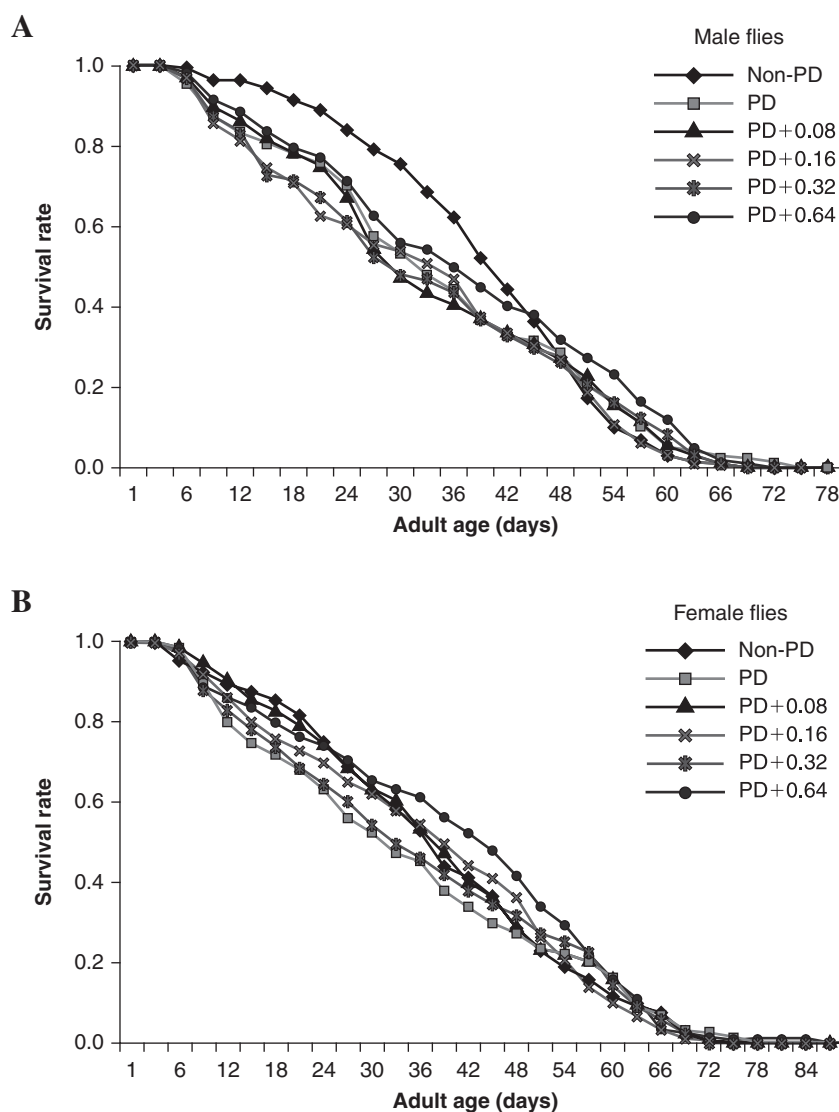 A
Male flies
Non-PD
PD
PD+0.08
PD+0.16
PD+0.32
PD+0.64
1.0
0.8
0.6
0.4
0.2
0.0
Survival rate
1 6 12 18 24 30 36 42 48 54 60 66 72 78
Adult age (days)
B
Female flies
Non-PD
PD
PD+0.08
PD+0.16
PD+0.32
PD+0.64
1.0
0.8
0.6
0.4
0.2
0.0
Survival rate
1 6 12 18 24 30 36 42 48 54 60 66 72 78 84
Adult age (days)